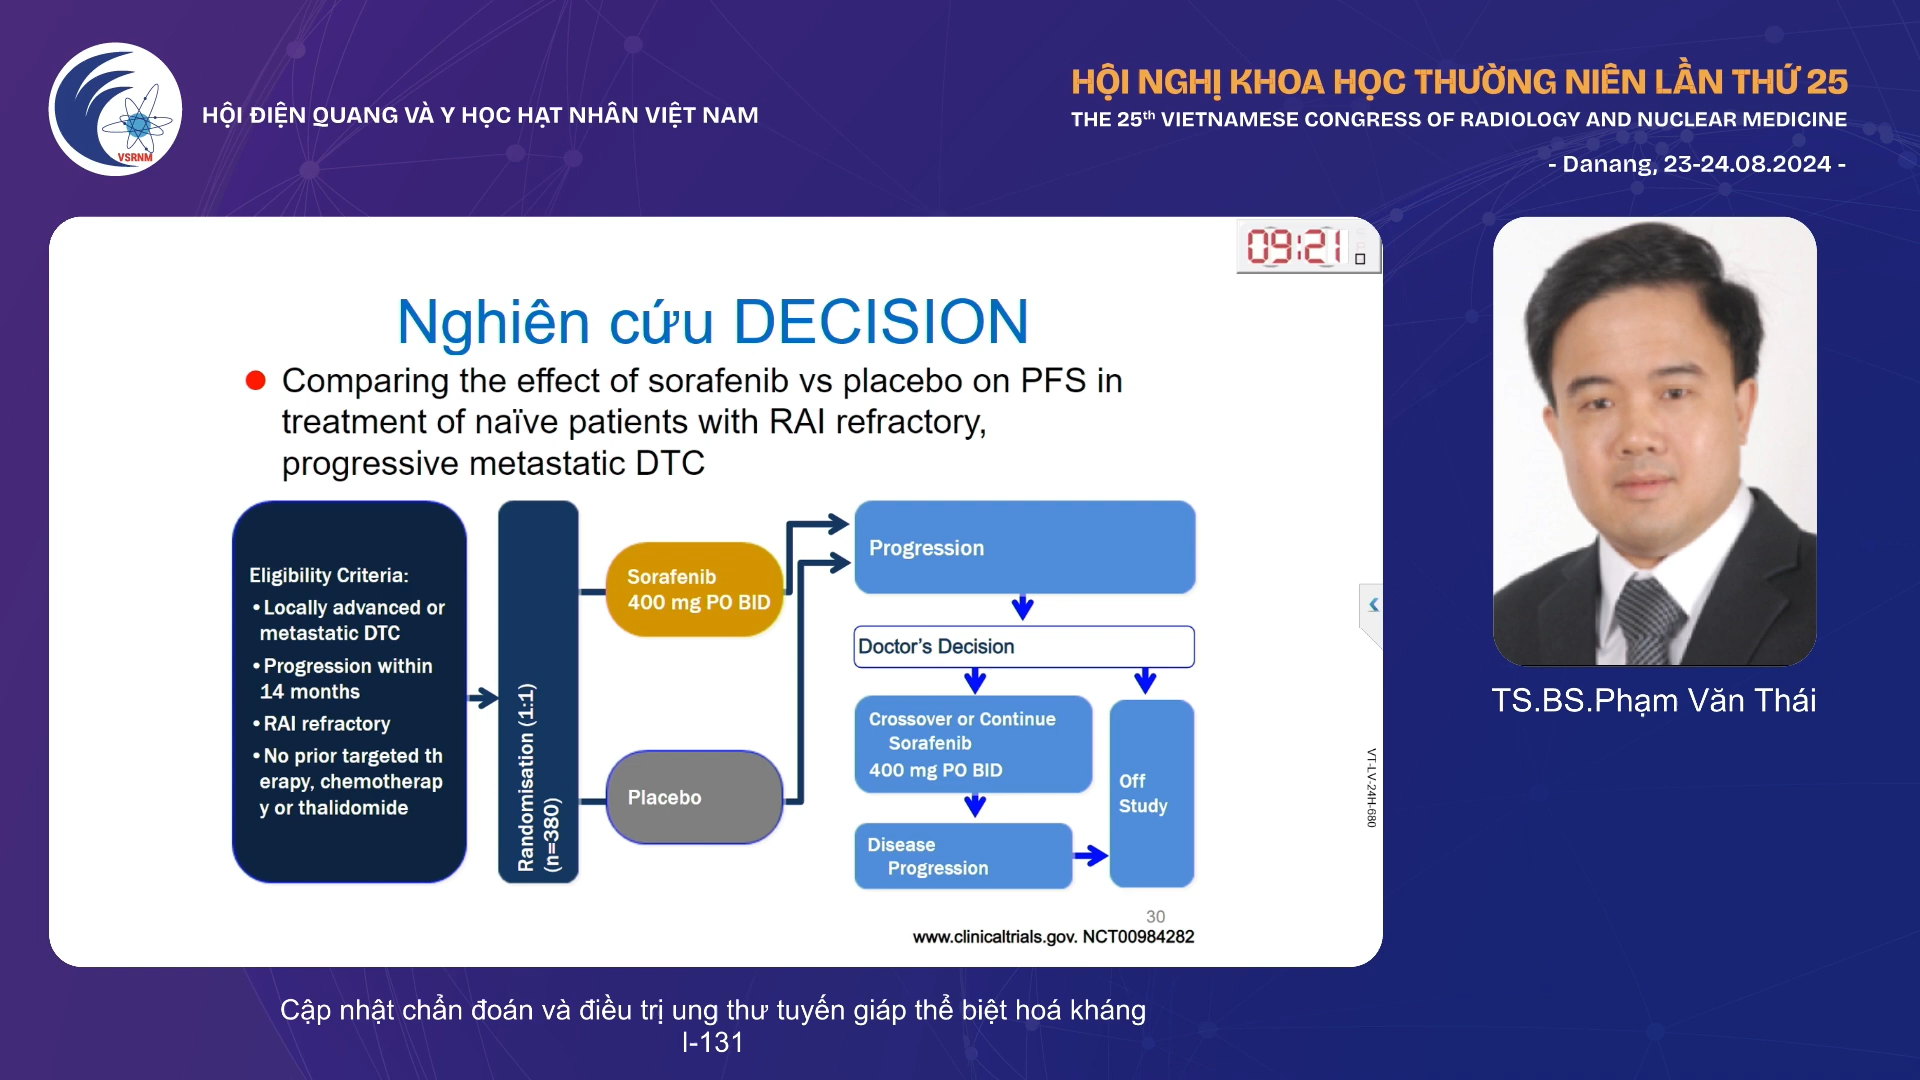 VSRNM
HỘI ĐIỆN QUANG VÀ Y HỌC HẠT NHÂN VIỆT NAM
HỘI NGHỊ KHOA HỌC THƯỜNG NIÊN LẦN THỨ 25
THE 25th VIETNAMESE CONGRESS OF RADIOLOGY AND NUCLEAR MEDICINE
- Danang, 23-24.08.2024 -
09:21
Nghiên cứu DECISION
Comparing the effect of sorafenib vs placebo on PFS in
treatment of naïve patients with RAI refractory,
progressive metastatic DTC
Eligibility Criteria:
•Locally advanced or
metastatic DTC
•Progression within
14 months
•RAI refractory
•No prior targeted th
erapy, chemotherap
y or thalidomide
Randomisation (1:1)
(n=380)
Sorafenib
400 mg PO BID
Placebo
Progression
Doctor’s Decision
Crossover or Continue
Sorafenib
400 mg PO BID
Off
Study
Disease
Progression
30
www.clinicaltrials.gov. NCT00984282
VT-LV-24H-680
TS.BS.Phạm Văn Thái
Cập nhật chẩn đoán và điều trị ung thư tuyến giáp thể biệt hoá kháng
I-131